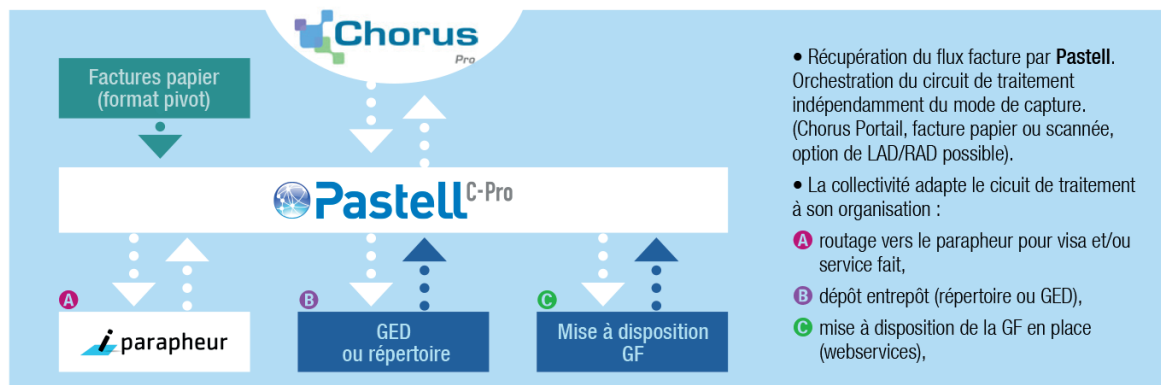 Chorus
Pro
Factures papier
(format pivot)
Pastell C-Pro
A
i parapheur
B
GED
ou répertoire
C
Mise à disposition
GF
• Récupération du flux facture par Pastell.
Orchestration du circuit de traitement
indépendamment du mode de capture.
(Chorus Portail, facture papier ou scannée,
option de LAD/RAD possible).
• La collectivité adapte le cicuit de traitement
à son organisation :
A routage vers le parapheur pour visa et/ou
service fait,
B dépôt entrepôt (répertoire ou GED),
C mise à disposition de la GF en place
(webservices),